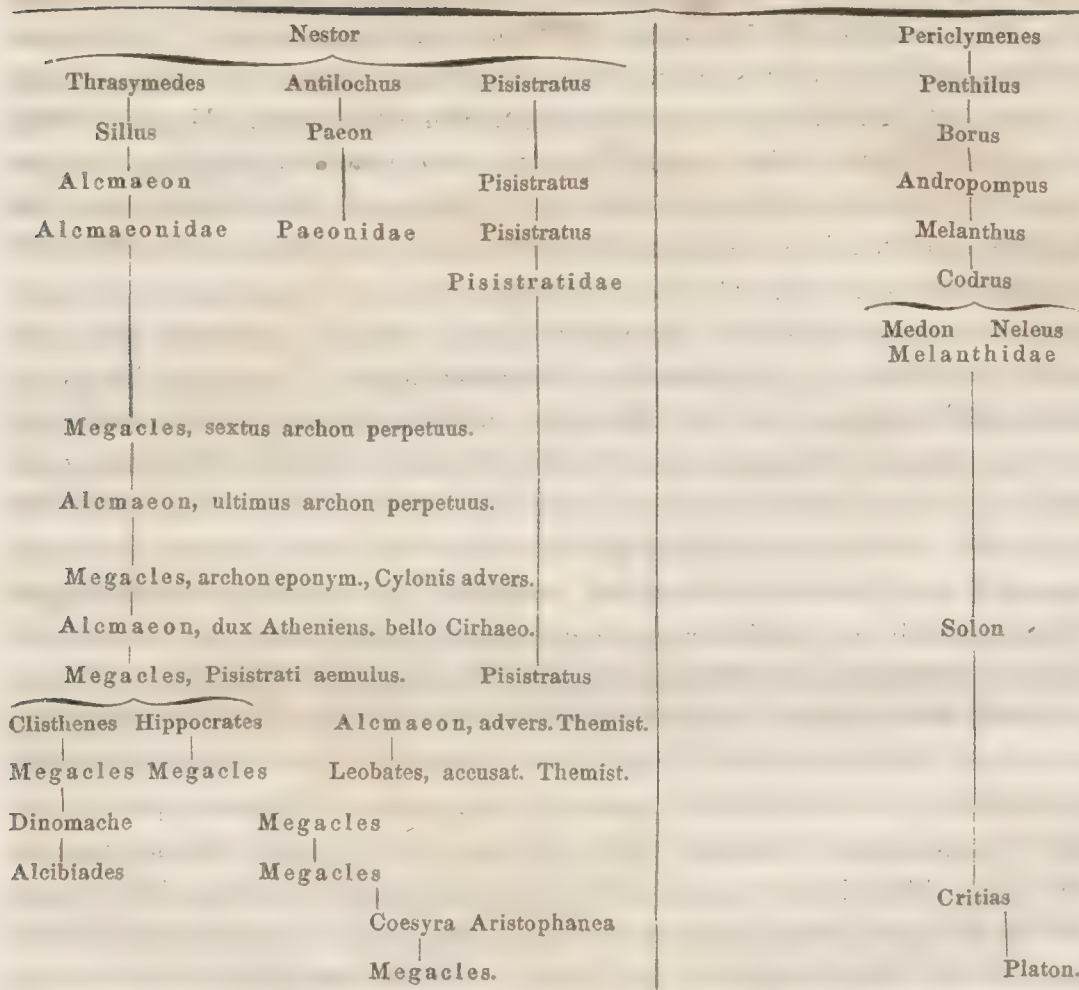 Nestor Periclymenes
Thrasymedes Antilochus Pisistratus Penthilus
Sillus Paeon Borus
Alcmaeon Pisistratus Andropompus
Alcmaeonidae Paeonidae Pisistratus Melanthus
Pisistratidae Codrus
Medon Neleus
Melanthidae
Megacles, sextus archon perpetuus.
Alcmaeon, ultimus archon perpetuus.
Megacles, archon eponym., Cylonis advers.
Alcmaeon, dux Atheniens. bello Cirhaeo. Solon
Megacles, Pisistrati aemulus. Pisistratus
Clisthenes Hippocrates Alcmaeon, advers. Themist.
Megacles Megacles Leobates, accusat. Themist.
Dinomache Megacles
Alcibiades Megacles
Critias
Coesyra Aristophanea
Megacles. Platon.